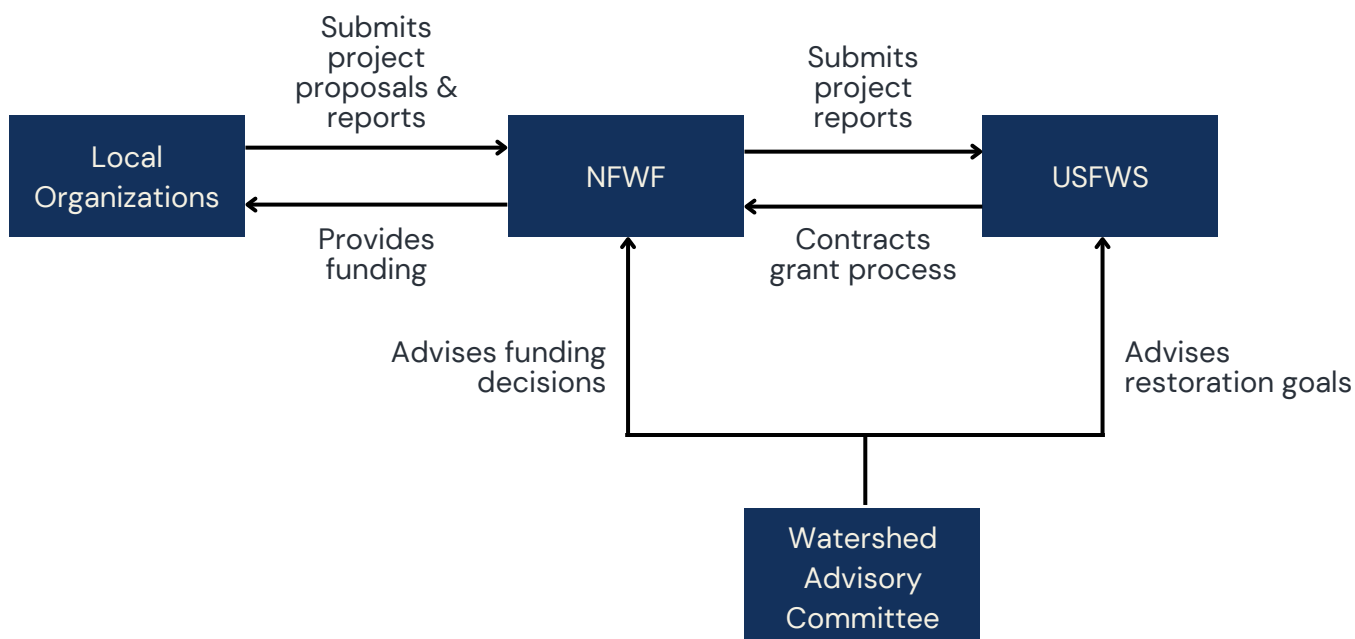 Submits
project
proposals &
reports
Submits
project
reports
Local
Organizations
NFWF
USFWS
Provides
funding
Contracts
grant process
Advises funding
decisions
Advises
restoration goals
Watershed
Advisory
Committee